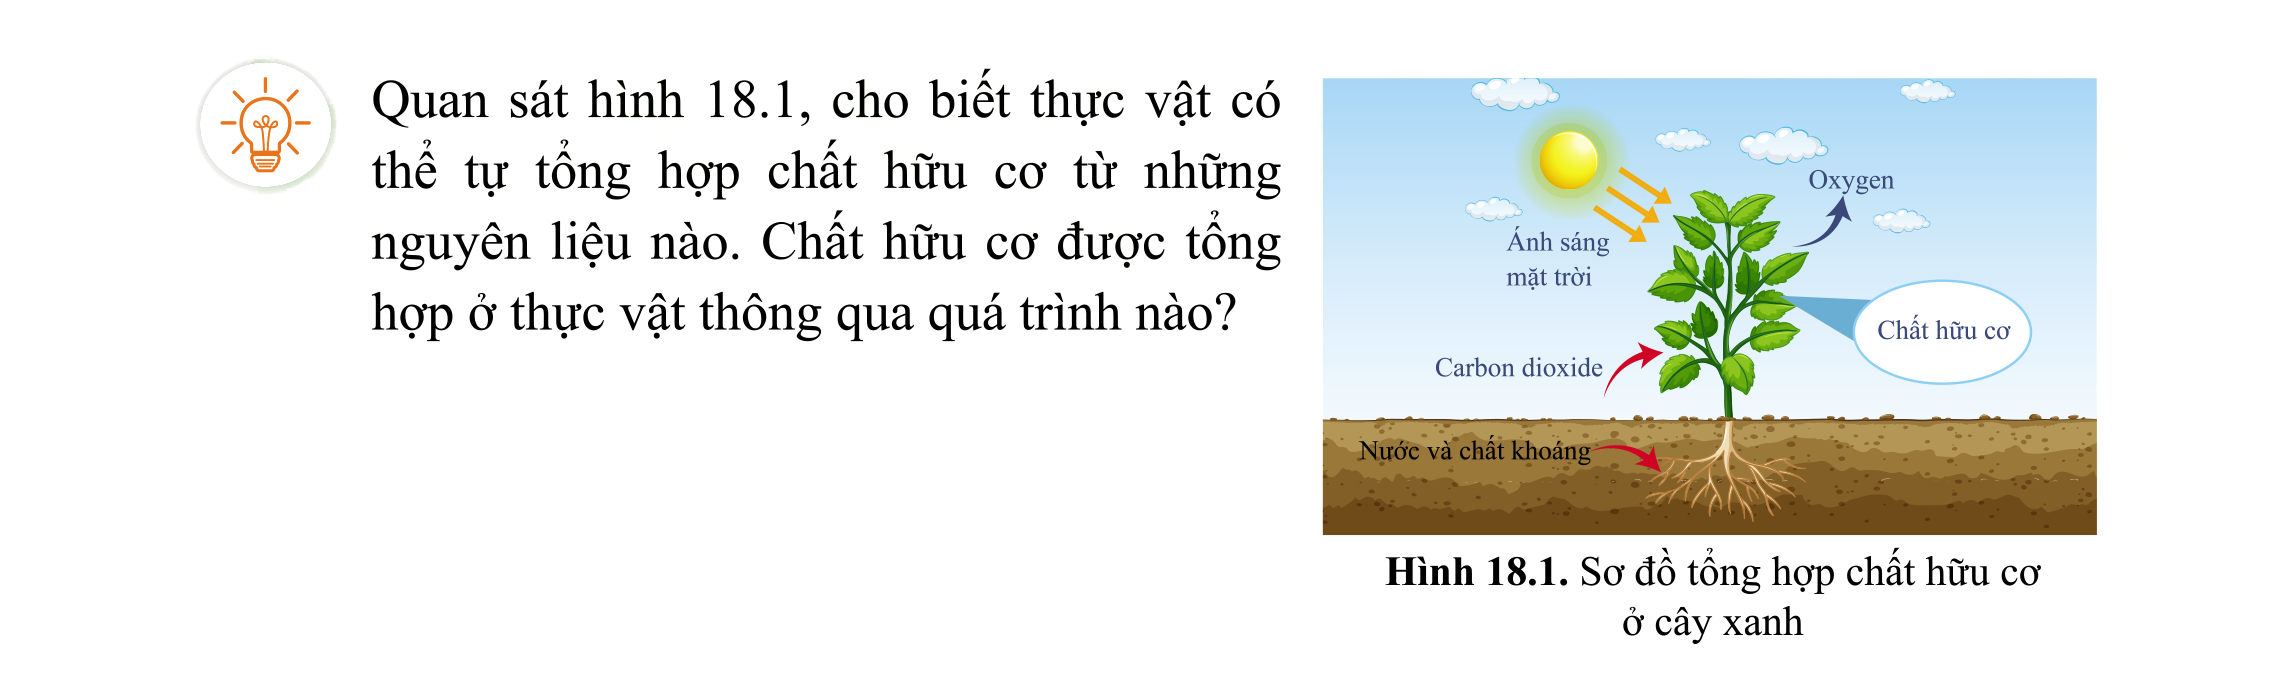 Quan sát hình 18.1, cho biết thực vật có
thể tự tổng hợp chất hữu cơ từ những
nguyên liệu nào. Chất hữu cơ được tổng
hợp ở thực vật thông qua quá trình nào?
Oxygen
Ánh sáng
mặt trời
Chất hữu cơ
Carbon dioxide
Nước và chất khoáng
Hình 18.1. Sơ đồ tổng hợp chất hữu cơ
ở cây xanh